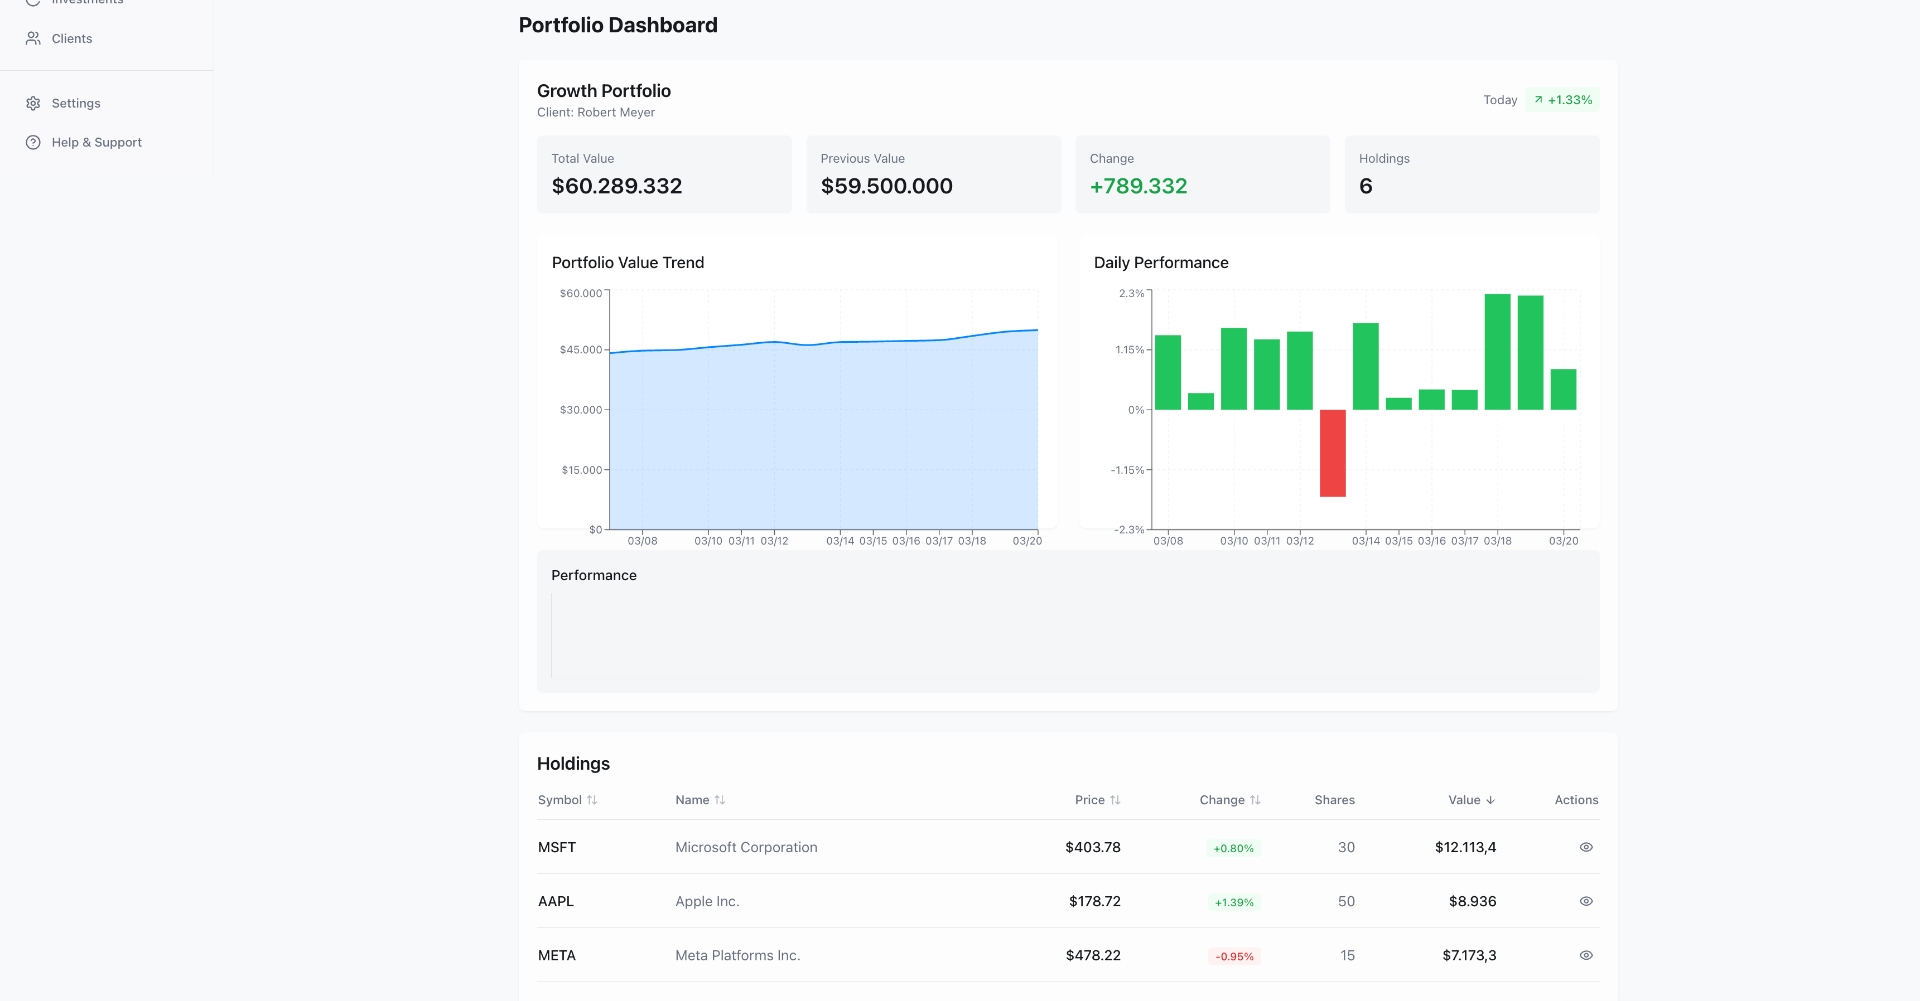 Investments
Clients
Settings
Help & Support
Portfolio Dashboard
Growth Portfolio
Client: Robert Meyer
Today +1.33%
Total Value
$60.289.332
Previous Value
$59.500.000
Change
+789.332
Holdings
6
Portfolio Value Trend
$60.000
$45.000
$30.000
$15.000
$0
03/08 03/10 03/11 03/12 03/14 03/15 03/16 03/17 03/18 03/20
Daily Performance
2.3%
1.15%
0%
-1.15%
-2.3%
03/08 03/10 03/11 03/12 03/14 03/15 03/16 03/17 03/18 03/20
Performance
Holdings
Symbol Name Price Change Shares Value Actions
MSFT Microsoft Corporation $403.78 +0.80% 30 $12.113,4
AAPL Apple Inc. $178.72 +1.39% 50 $8.936
META Meta Platforms Inc. $478.22 -0.95% 15 $7.173,3